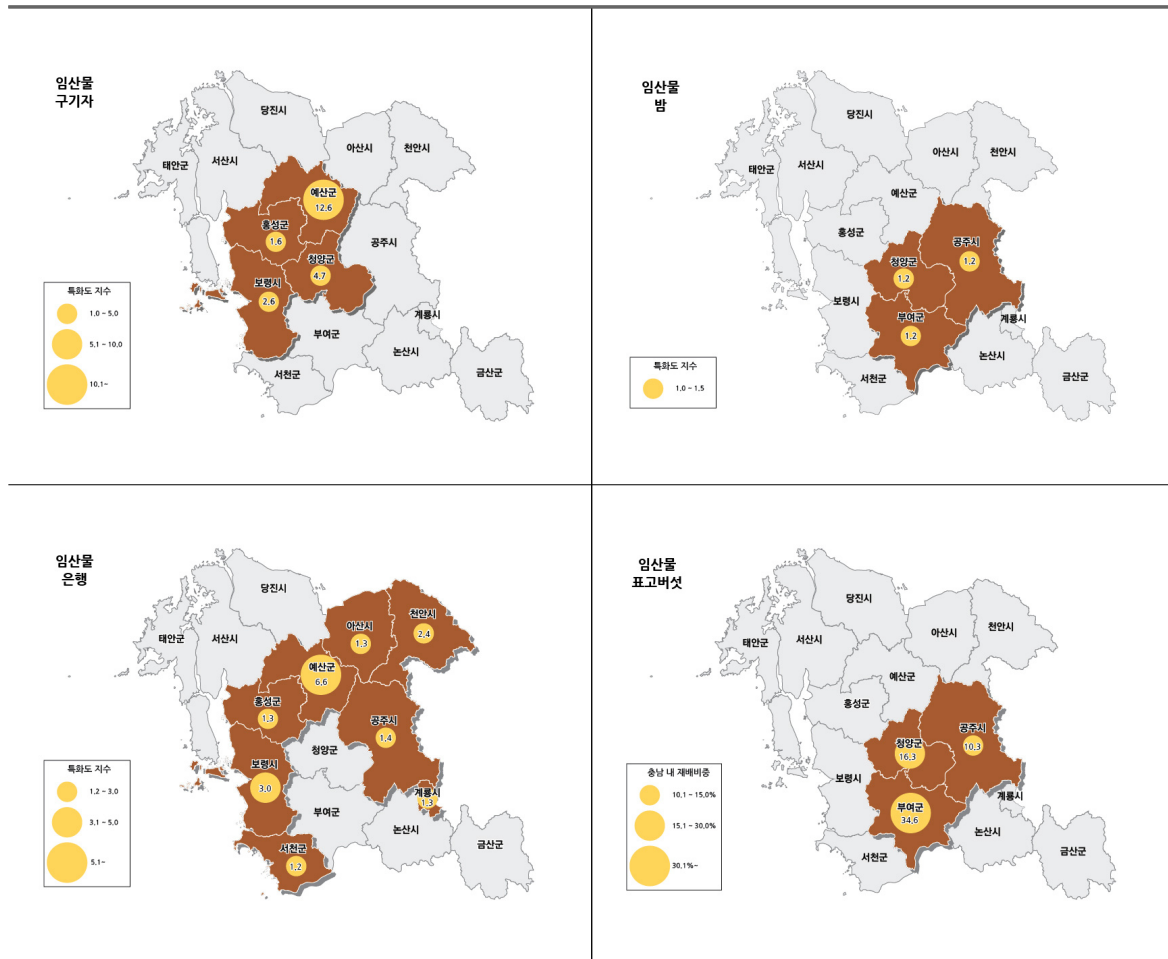 임산물
구기자
당진시
아산시
천안시
태안군
서산시
예산군
12.6
홍성군
1.6
공주시
청양군
4.7
보령시
2.6
부여군
계룡시
논산시
서천군
금산군
특화도 지수
1.0 ~ 5.0
5.1 ~ 10.0
10.1~
임산물
밤
당진시
아산시
천안시
태안군
서산시
예산군
홍성군
공주시
1.2
청양군
1.2
보령시
부여군
1.2
계룡시
논산시
서천군
금산군
특화도 지수
1.0 ~ 1.5
임산물
은행
당진시
아산시
1.3
천안시
2.4
태안군
서산시
예산군
6.6
홍성군
1.3
공주시
1.4
청양군
보령시
3.0
부여군
계룡시
1.3
논산시
서천군
1.2
금산군
특화도 지수
1.2 ~ 3.0
3.1 ~ 5.0
5.1~
임산물
표고버섯
당진시
아산시
천안시
태안군
서산시
예산군
홍성군
공주시
10.3
청양군
16.3
보령시
부여군
34.6
계룡시
논산시
서천군
금산군
충남 내 재배비중
10.1 ~ 15.0%
15.1 ~ 30.0%
30.1%~